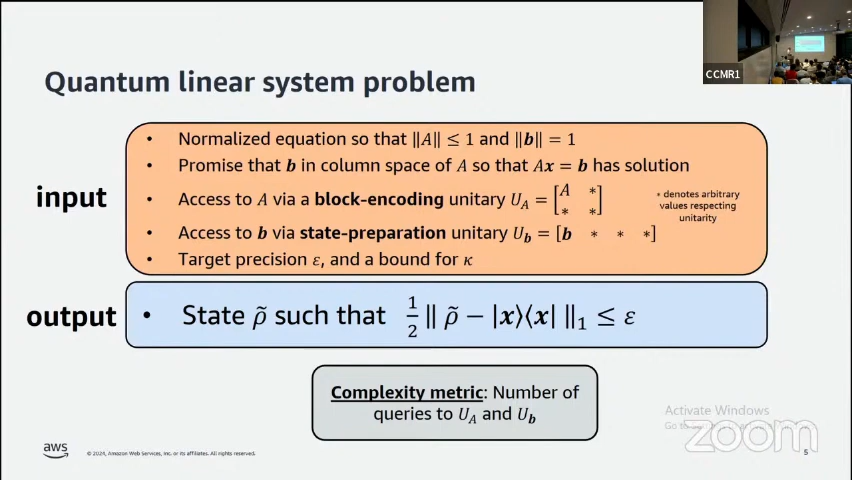 CCMR1
Quantum linear system problem
input
• Normalized equation so that ‖A‖ ≤ 1 and ‖b‖ = 1
• Promise that b in column space of A so that Ax = b has solution
• Access to A via a block-encoding unitary U_A = [A * ; * *]
* denotes arbitrary
values respecting
unitarity
• Access to b via state-preparation unitary U_b = [b * * *]
• Target precision ε, and a bound for κ
output
• State ρ̃ such that 1/2 ‖ ρ̃ − |x⟩⟨x| ‖₁ ≤ ε
Complexity metric: Number of
queries to U_A and U_b
Activate Windows
Go to
zoom
aws
© 2024, Amazon Web Services, Inc. or its affiliates. All rights reserved.
5